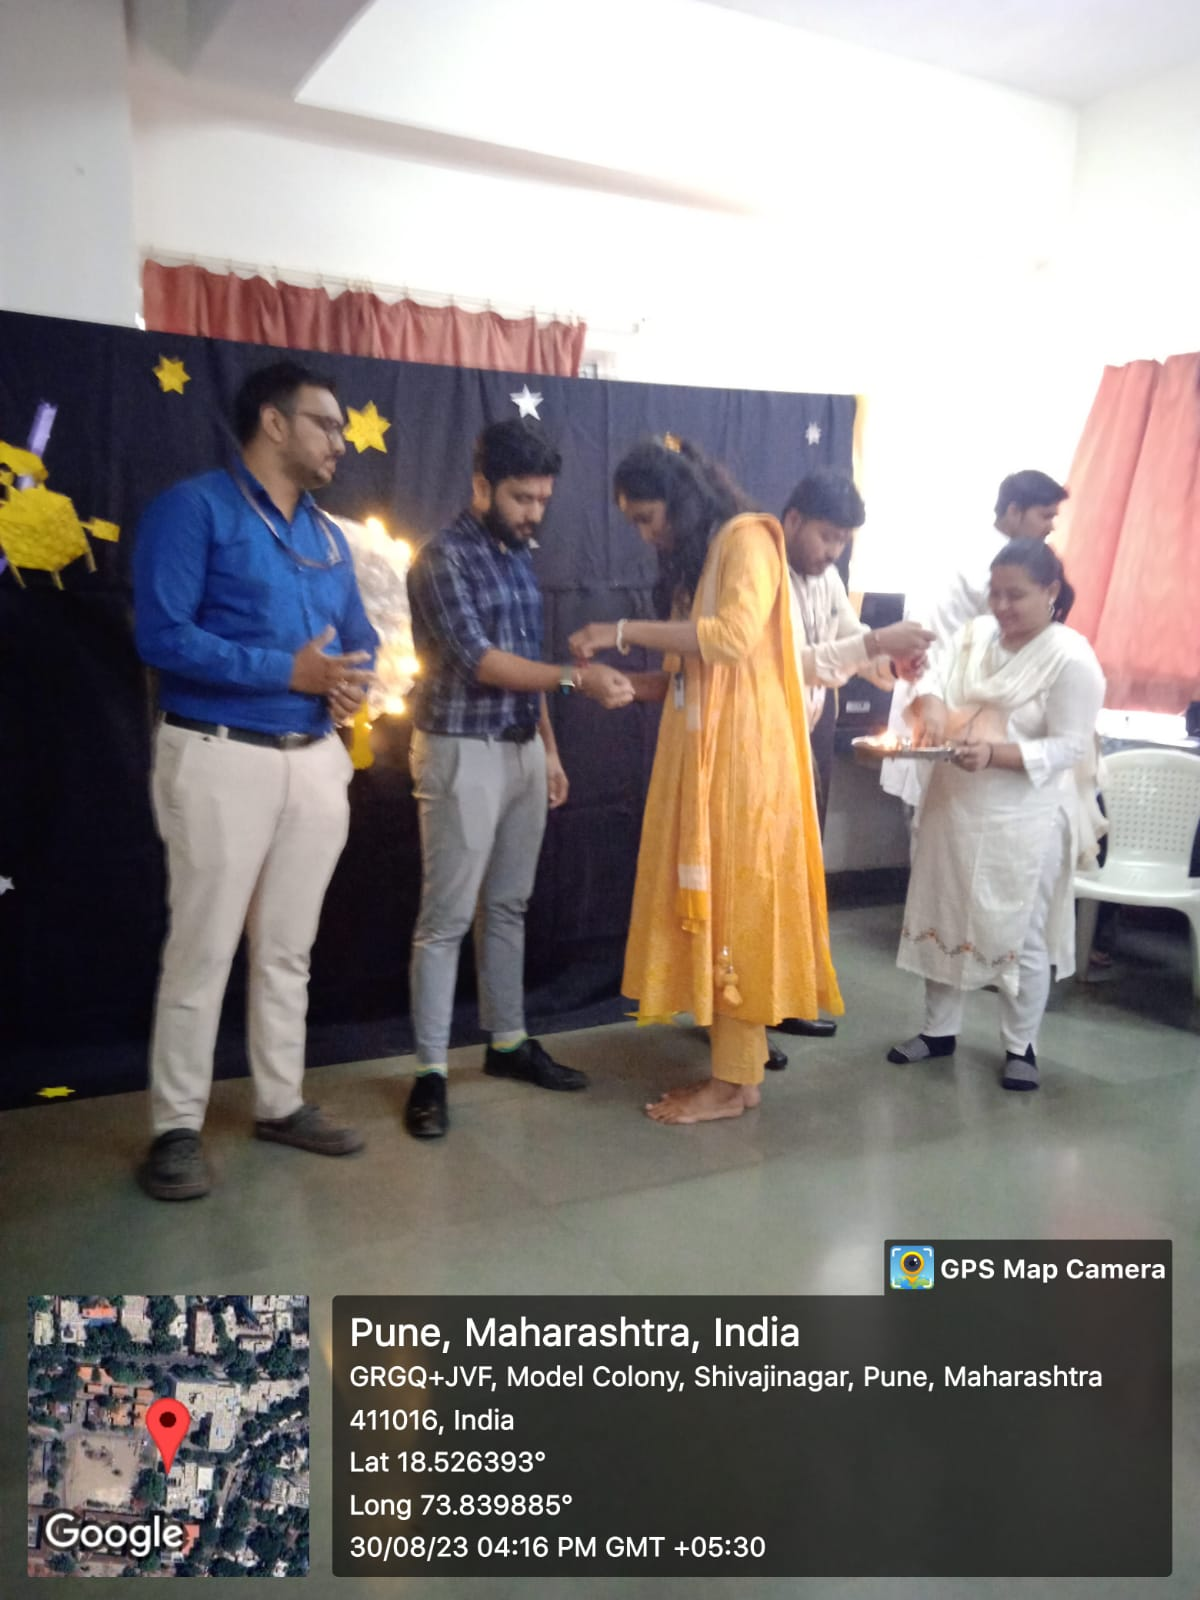 GPS Map Camera
Pune, Maharashtra, India
GRGQ+JVF, Model Colony, Shivajinagar, Pune, Maharashtra
411016, India
Lat 18.526393°
Long 73.839885°
30/08/23 04:16 PM GMT +05:30
Google